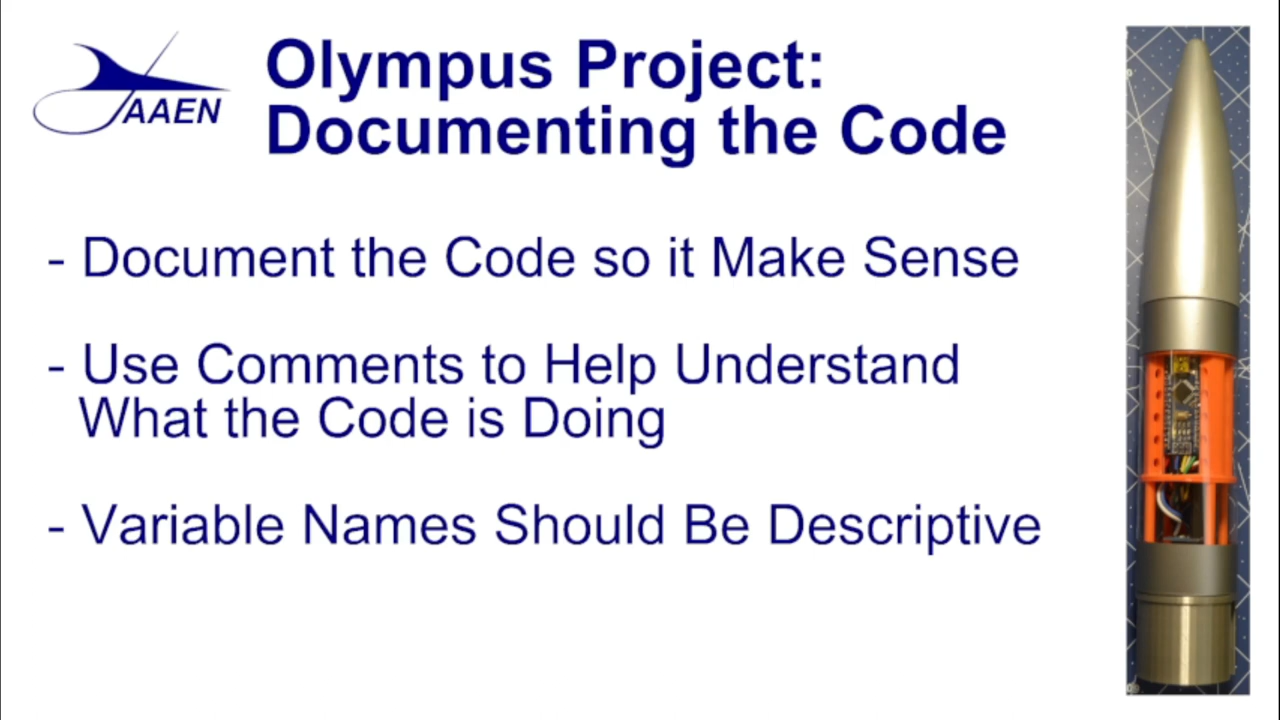 AAEN
Olympus Project:
Documenting the Code
- Document the Code so it Make Sense
- Use Comments to Help Understand
What the Code is Doing
- Variable Names Should Be Descriptive